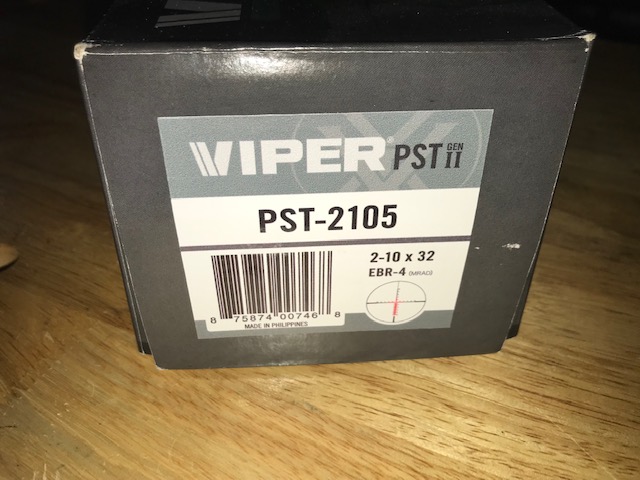 VIPER® PST GEN II
PST-2105
2-10 x 32
EBR-4 (MRAD)
8 75874 00746 8
MADE IN PHILIPPINES